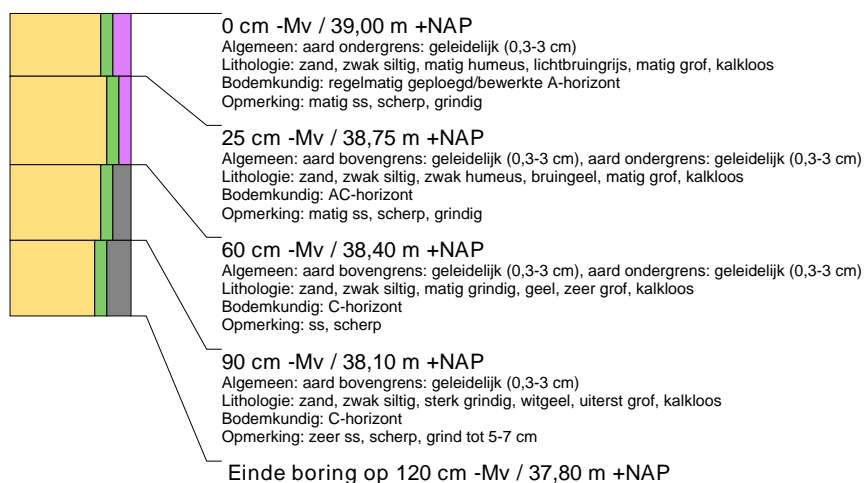 0 cm -Mv / 39,00 m +NAP
Algemeen: aard ondergrens: geleidelijk (0,3-3 cm)
Lithologie: zand, zwak siltig, matig humeus, lichtbruingrijs, matig grof, kalkloos
Bodemkundig: regelmatig geploegd/bewerkte A-horizont
Opmerking: matig ss, scherp, grindig
25 cm -Mv / 38,75 m +NAP
Algemeen: aard bovengrens: geleidelijk (0,3-3 cm), aard ondergrens: geleidelijk (0,3-3 cm)
Lithologie: zand, zwak siltig, zwak humeus, bruingeel, matig grof, kalkloos
Bodemkundig: AC-horizont
Opmerking: matig ss, scherp, grindig
60 cm -Mv / 38,40 m +NAP
Algemeen: aard bovengrens: geleidelijk (0,3-3 cm), aard ondergrens: geleidelijk (0,3-3 cm)
Lithologie: zand, zwak siltig, matig grindig, geel, zeer grof, kalkloos
Bodemkundig: C-horizont
Opmerking: ss, scherp
90 cm -Mv / 38,10 m +NAP
Algemeen: aard bovengrens: geleidelijk (0,3-3 cm)
Lithologie: zand, zwak siltig, sterk grindig, witgeel, uiterst grof, kalkloos
Bodemkundig: C-horizont
Opmerking: zeer ss, scherp, grind tot 5-7 cm
Einde boring op 120 cm -Mv / 37,80 m +NAP